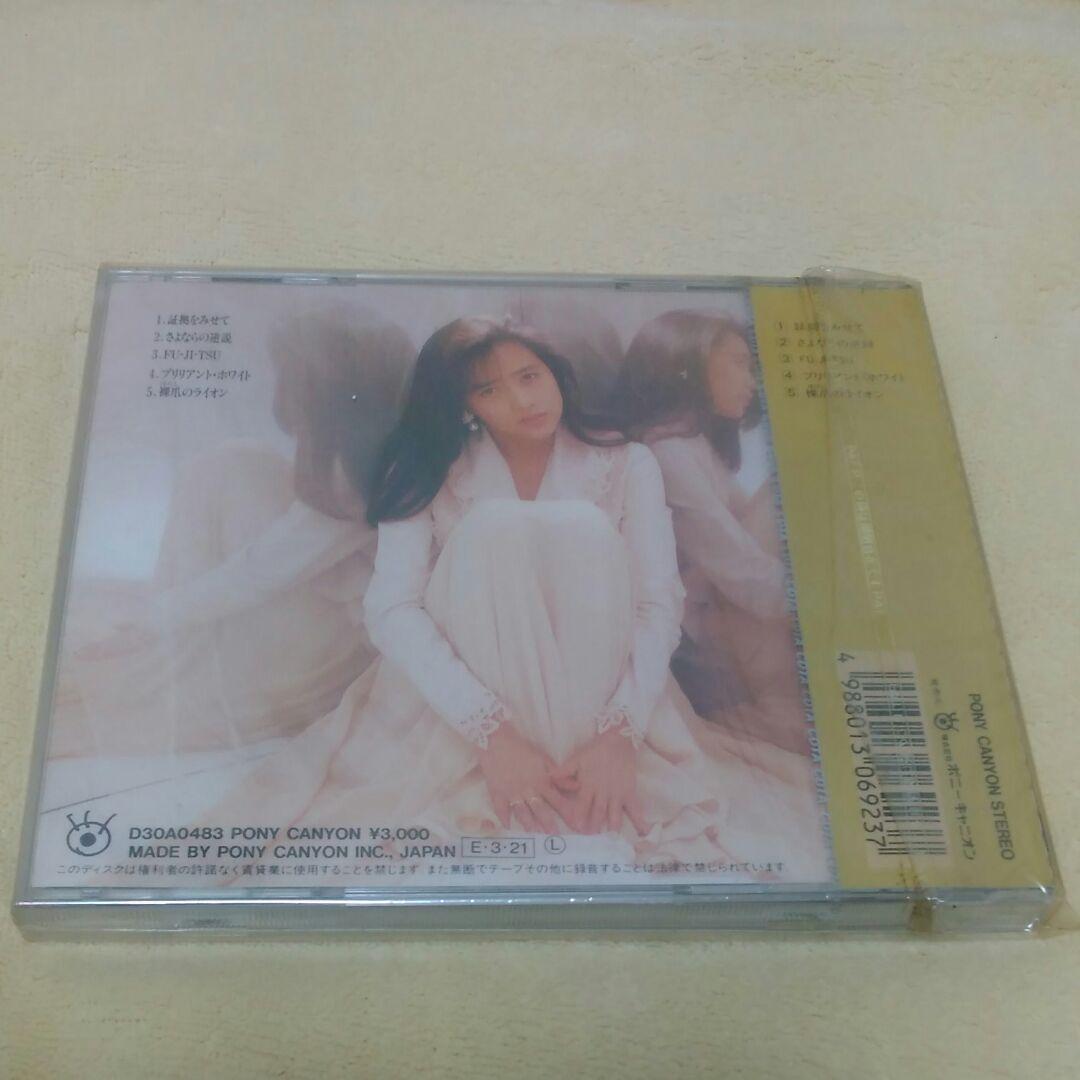 1. 証拠をみせて
2. さよならの逆説
3. FU-JI-TSU
4. ブリリアント・ホワイト
5. 裸爪のライオン
D30A0483 PONY CANYON ¥3,000
MADE BY PONY CANYON INC., JAPAN E・3・21 Ⓛ
このディスクは権利者の許諾なく賃貸業に使用することを禁じます。また無断でテープその他に録音することは法律で禁じられています。
① 証拠をみせて
② さよならの逆説
③ FU-JI-TSU
④ ブリリアント・ホワイト
⑤ 裸爪のライオン
4 988013 069237
PONY CANYON STEREO
株式会社 ポニーキャニオン